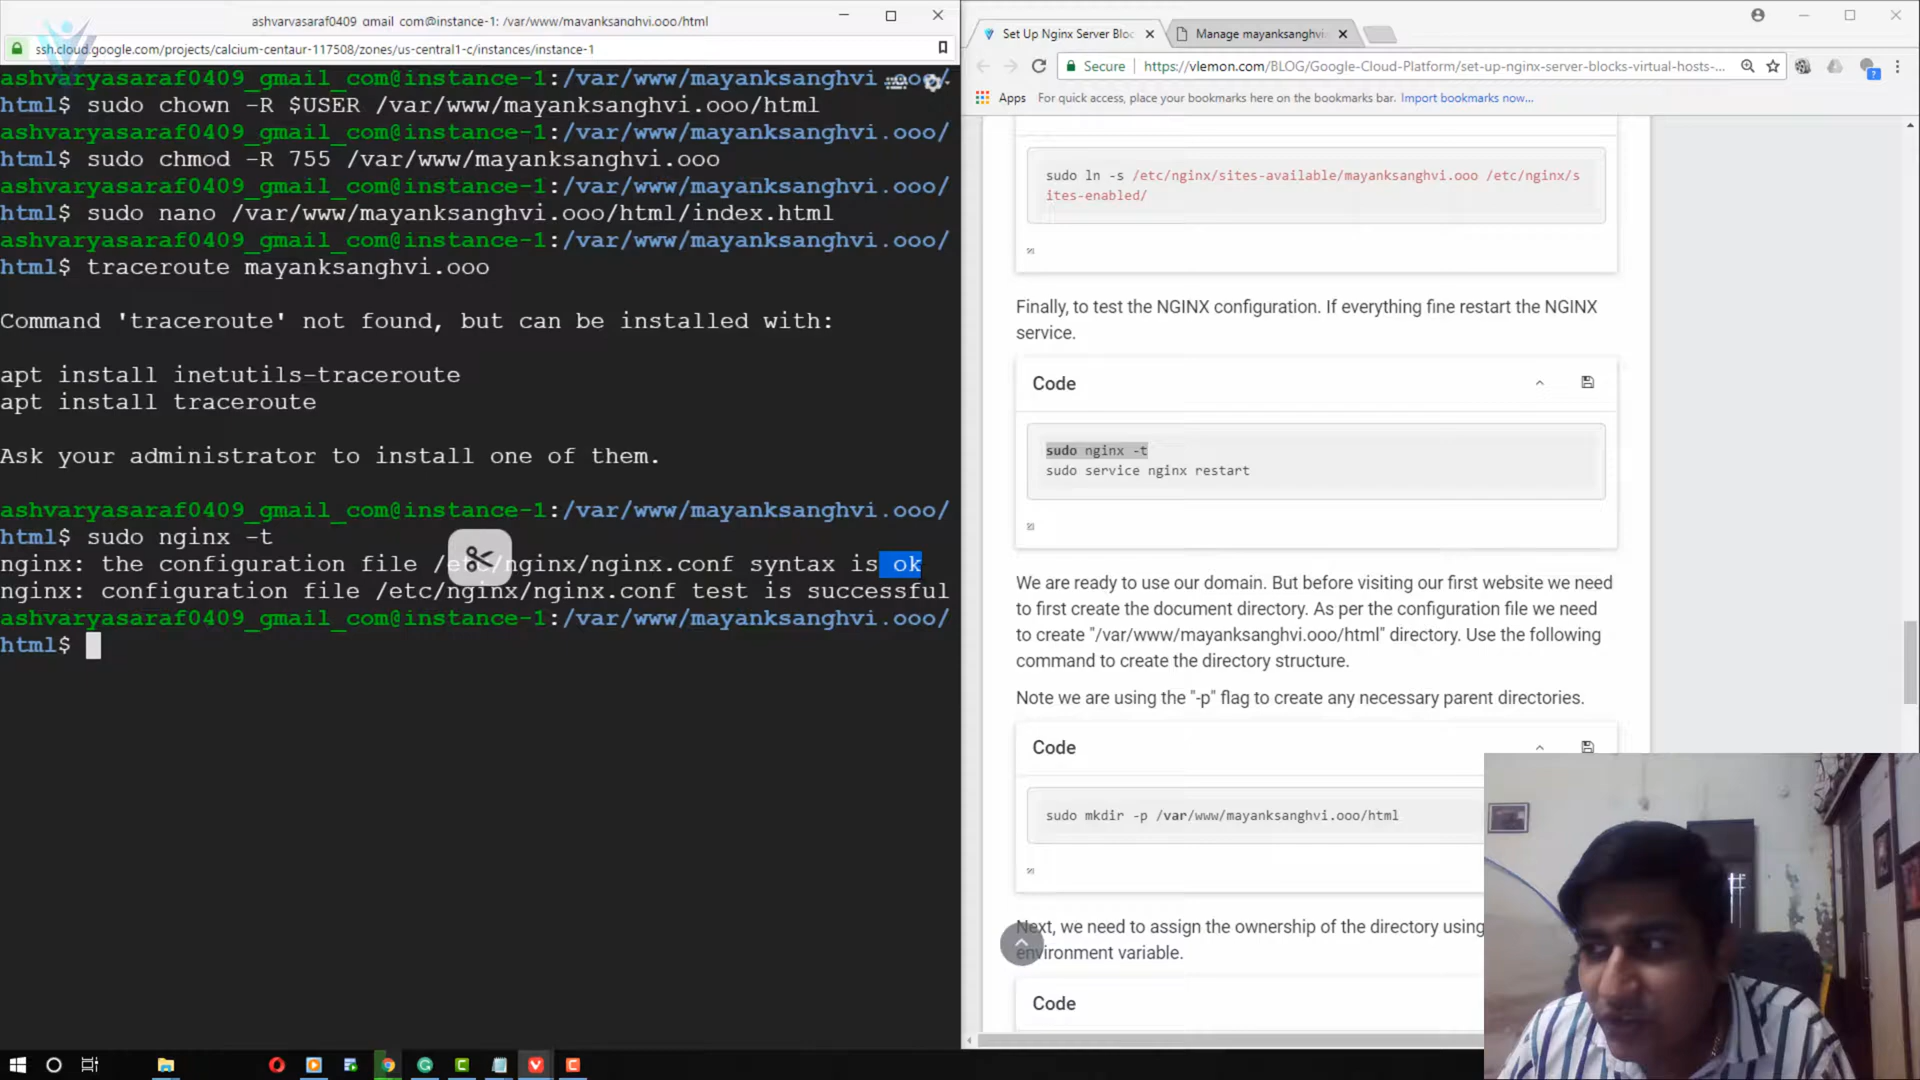 ashvaryasaraf0409_gmail_com@instance-1: /var/www/mayanksanghvi.ooo/html
ssh.cloud.google.com/projects/calcium-centaur-117508/zones/us-central1-c/instances/instance-1
ashvaryasaraf0409_gmail_com@instance-1:/var/www/mayanksanghvi.ooo/
html$ sudo chown -R $USER /var/www/mayanksanghvi.ooo/html
ashvaryasaraf0409_gmail_com@instance-1:/var/www/mayanksanghvi.ooo/
html$ sudo chmod -R 755 /var/www/mayanksanghvi.ooo
ashvaryasaraf0409_gmail_com@instance-1:/var/www/mayanksanghvi.ooo/
html$ sudo nano /var/www/mayanksanghvi.ooo/html/index.html
ashvaryasaraf0409_gmail_com@instance-1:/var/www/mayanksanghvi.ooo/
html$ traceroute mayanksanghvi.ooo
Command 'traceroute' not found, but can be installed with:
apt install inetutils-traceroute
apt install traceroute
Ask your administrator to install one of them.
ashvaryasaraf0409_gmail_com@instance-1:/var/www/mayanksanghvi.ooo/
html$ sudo nginx -t
nginx: the configuration file /etc/nginx/nginx.conf syntax is ok
nginx: configuration file /etc/nginx/nginx.conf test is successful
ashvaryasaraf0409_gmail_com@instance-1:/var/www/mayanksanghvi.ooo/
html$
Set Up Nginx Server Bloc
Manage mayanksanghvi
Secure
https://vlemon.com/BLOG/Google-Cloud-Platform/set-up-nginx-server-blocks-virtual-hosts-...
Apps
For quick access, place your bookmarks here on the bookmarks bar. Import bookmarks now...
sudo ln -s /etc/nginx/sites-available/mayanksanghvi.ooo /etc/nginx/s
ites-enabled/
Finally, to test the NGINX configuration. If everything fine restart the NGINX
service.
Code
sudo nginx -t
sudo service nginx restart
We are ready to use our domain. But before visiting our first website we need
to first create the document directory. As per the configuration file we need
to create "/var/www/mayanksanghvi.ooo/html" directory. Use the following
command to create the directory structure.
Note we are using the "-p" flag to create any necessary parent directories.
Code
sudo mkdir -p /var/www/mayanksanghvi.ooo/html
Next, we need to assign the ownership of the directory using
environment variable.
Code